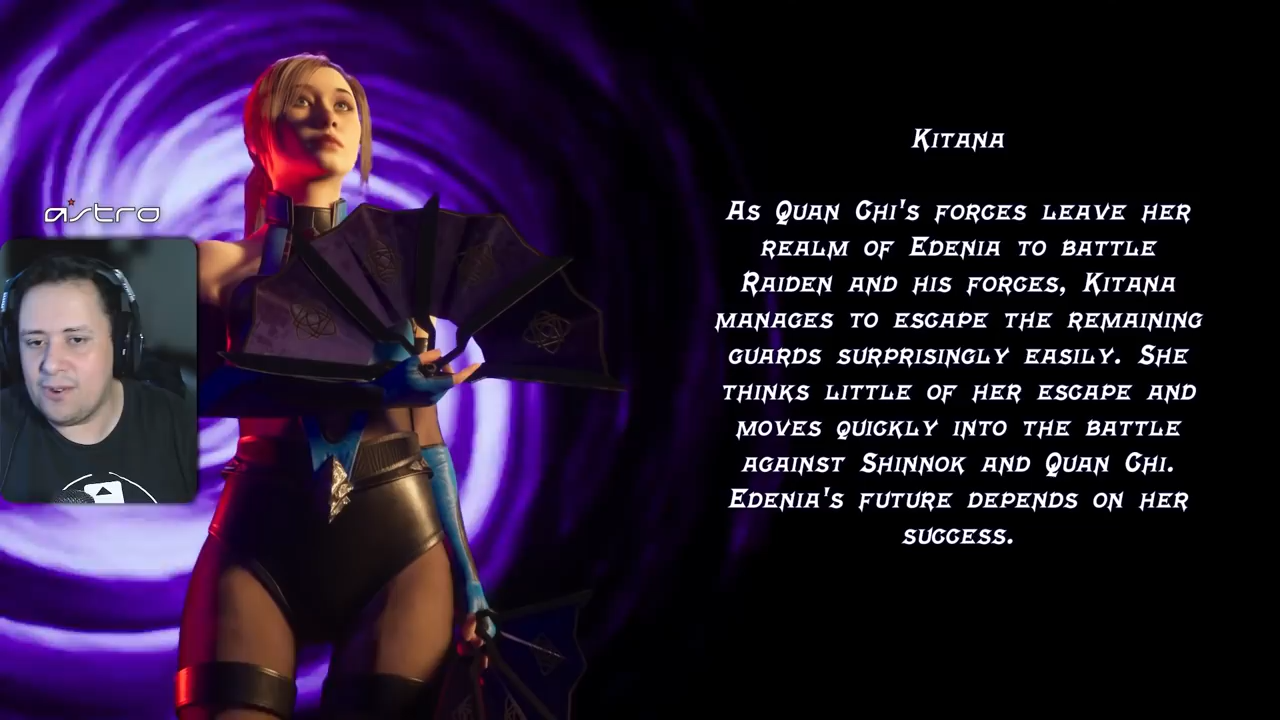 Kitana
As Quan Chi's forces leave her
realm of Edenia to battle
Raiden and his forces, Kitana
manages to escape the remaining
guards surprisingly easily. She
thinks little of her escape and
moves quickly into the battle
against Shinnok and Quan Chi.
Edenia's future depends on her
success.
astro